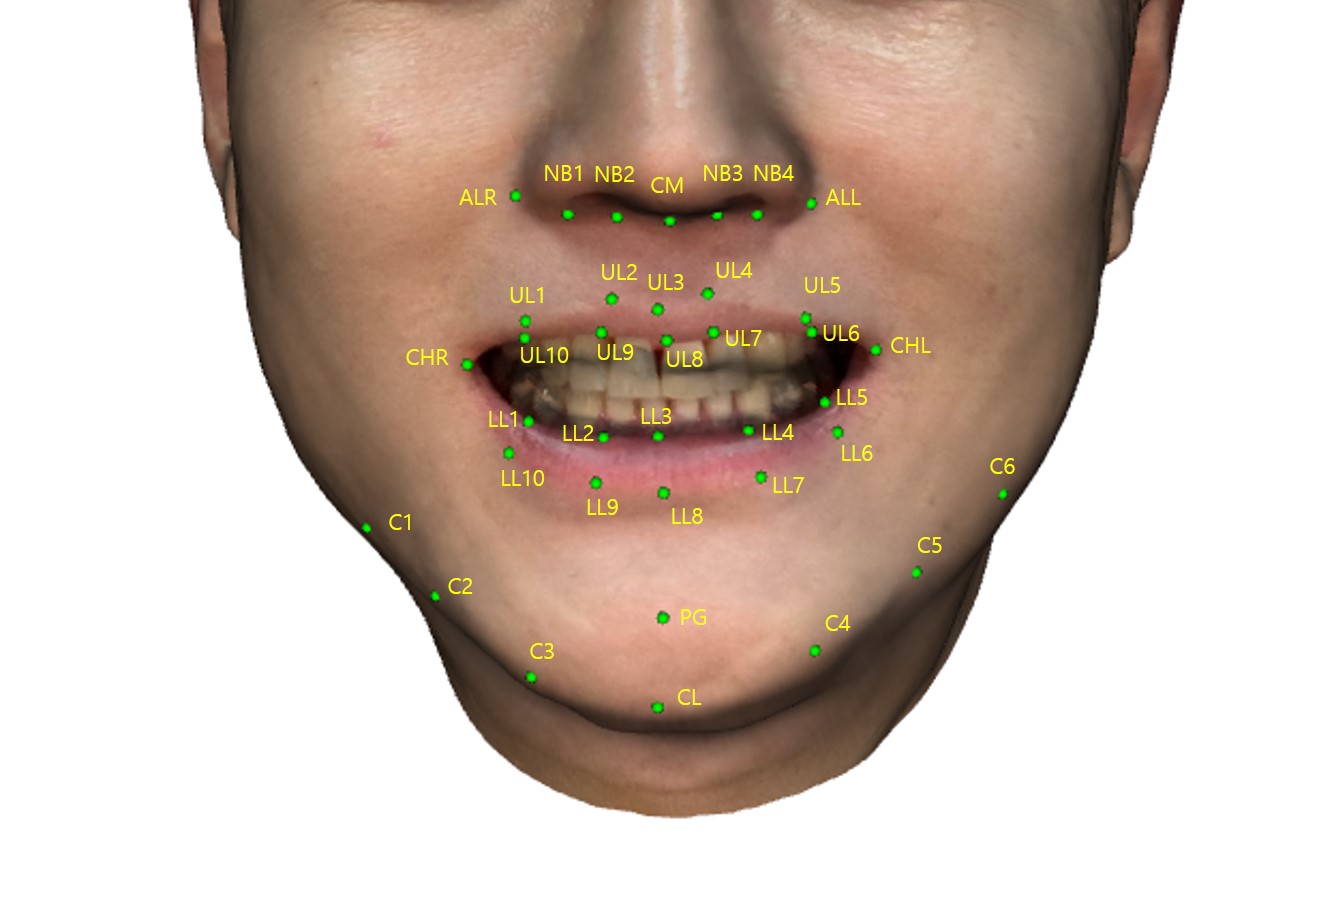 NB1 NB2 CM NB3 NB4
ALR ALL
UL2 UL3 UL4
UL1 UL5
UL10 UL9 UL8 UL7 UL6
CHR CHL
LL1 LL2 LL3 LL4 LL5
LL10 LL9 LL8 LL7 LL6
C6
C1
C5
C2
PG
C4
C3
CL